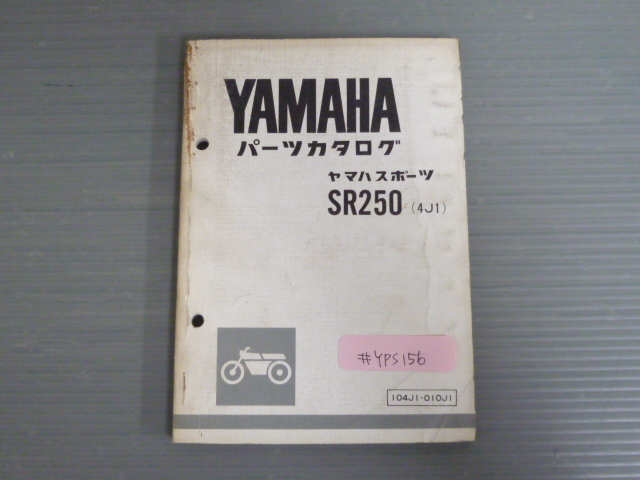 YAMAHA
パーツカタログ
ヤマハスポーツ
SR250 (4J1)
#YPS156
104J1-010J1